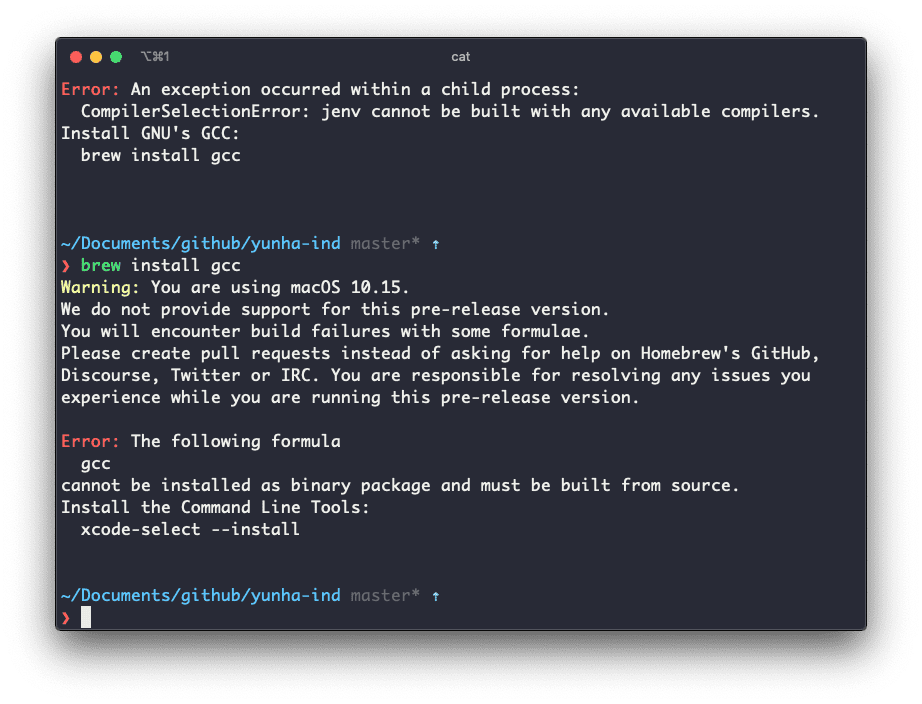 ⌥⌘1 cat
Error: An exception occurred within a child process:
  CompilerSelectionError: jenv cannot be built with any available compilers.
Install GNU's GCC:
  brew install gcc
~/Documents/github/yunha-ind master* ↑
❯ brew install gcc
Warning: You are using macOS 10.15.
We do not provide support for this pre-release version.
You will encounter build failures with some formulae.
Please create pull requests instead of asking for help on Homebrew's GitHub,
Discourse, Twitter or IRC. You are responsible for resolving any issues you
experience while you are running this pre-release version.
Error: The following formula
  gcc
cannot be installed as binary package and must be built from source.
Install the Command Line Tools:
  xcode-select --install
~/Documents/github/yunha-ind master* ↑
❯